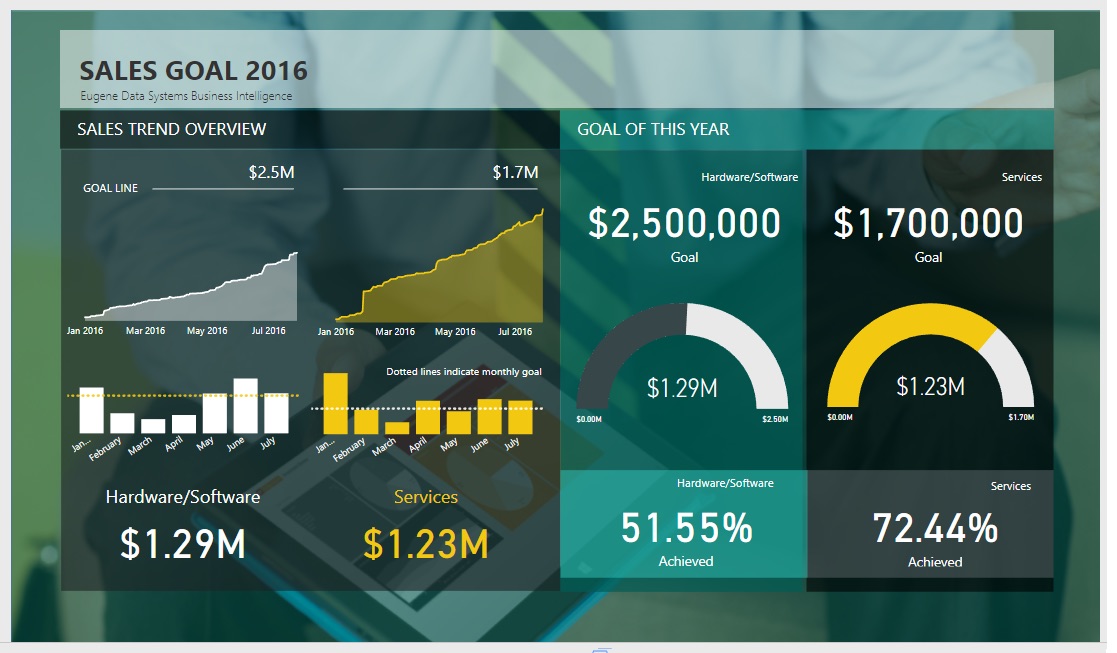 SALES GOAL 2016
Eugene Data Systems Business Intelligence
SALES TREND OVERVIEW
GOAL LINE
$2.5M
$1.7M
Jan 2016 Mar 2016 May 2016 Jul 2016
Jan 2016 Mar 2016 May 2016 Jul 2016
Dotted lines indicate monthly goal
Jan... February March April May June July
Jan... February March April May June July
Hardware/Software
$1.29M
Services
$1.23M
GOAL OF THIS YEAR
Hardware/Software
$2,500,000
Goal
$1.29M
$0.00M
$2.50M
Hardware/Software
51.55%
Achieved
Services
$1,700,000
Goal
$1.23M
$0.00M
$1.70M
Services
72.44%
Achieved